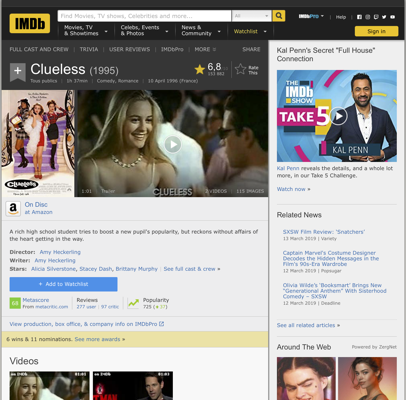 IMDb
Find Movies, TV shows, Celebrities and more...
All
IMDbPro
Help
Movies, TV
& Showtimes
Celebs, Events
& Photos
News &
Community
Watchlist
Sign in
FULL CAST AND CREW | TRIVIA | USER REVIEWS | IMDbPro | MORE
SHARE
Clueless (1995)
Tous publics | 1h 37min | Comedy, Romance | 10 April 1996 (France)
6,8
Rate
This
CLUELESS
1:01 | Trailer
CLUELESS
VIDEOS | 115 IMAGES
On Disc
at Amazon
A rich high school student tries to boost a new pupil's popularity, but reckons without affairs of
the heart getting in the way.
Director: Amy Heckerling
Writer: Amy Heckerling
Stars: Alicia Silverstone, Stacey Dash, Brittany Murphy | See full cast & crew »
+ Add to Watchlist
Metascore
From metacritic.com
Reviews
277 user | 97 critic
Popularity
View production, box office, & company info on IMDbPro
6 wins & 11 nominations. See more awards »
Videos
Kal Penn's Secret "Full House"
Connection
THE
IMDb
SHOW
TAKE 5
KAL PENN
Kal Penn reveals the details, and a whole lot
more, in our Take 5 Challenge.
Watch now »
Related News
SXSW Film Review: 'Snatchers'
13 March 2019 | Variety
Captain Marvel's Costume Designer
Decodes the Hidden Messages in the
Film's 90s-Era Wardrobe
12 March 2019 | Popsugar
Olivia Wilde's 'Booksmart' Brings New
"Generational Anthem" With Sisterhood
Comedy – SXSW
12 March 2019 | Deadline
See all related articles »
Around The Web
Powered by ZergNet